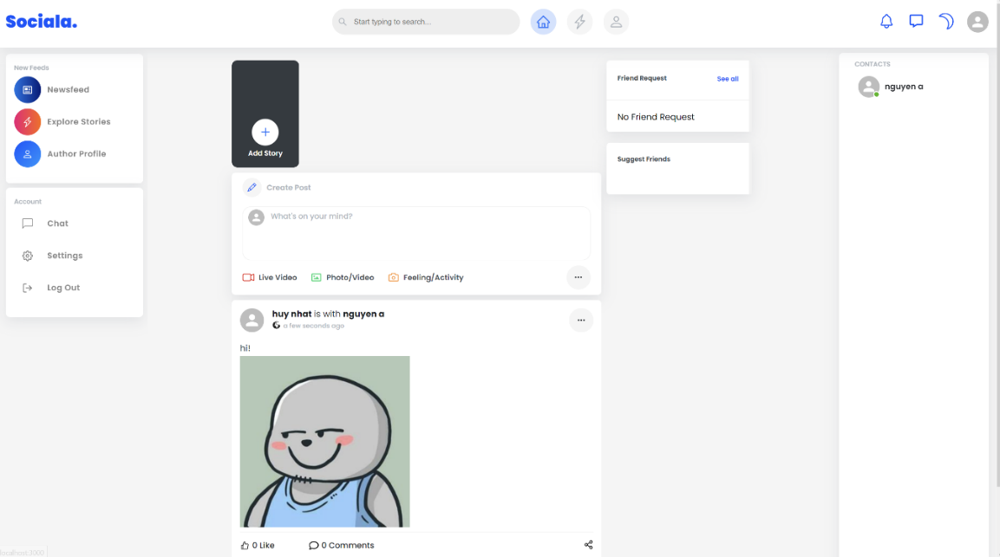 Sociala.
Start typing to search...
New Feeds
Newsfeed
Explore Stories
Author Profile
Account
Chat
Settings
Log Out
Add Story
Create Post
What's on your mind?
Live Video
Photo/Video
Feeling/Activity
huy nhat is with nguyen a
a few seconds ago
hi!
0 Like
0 Comments
Friend Request
See all
No Friend Request
Suggest Friends
CONTACTS
nguyen a
localhost:3000